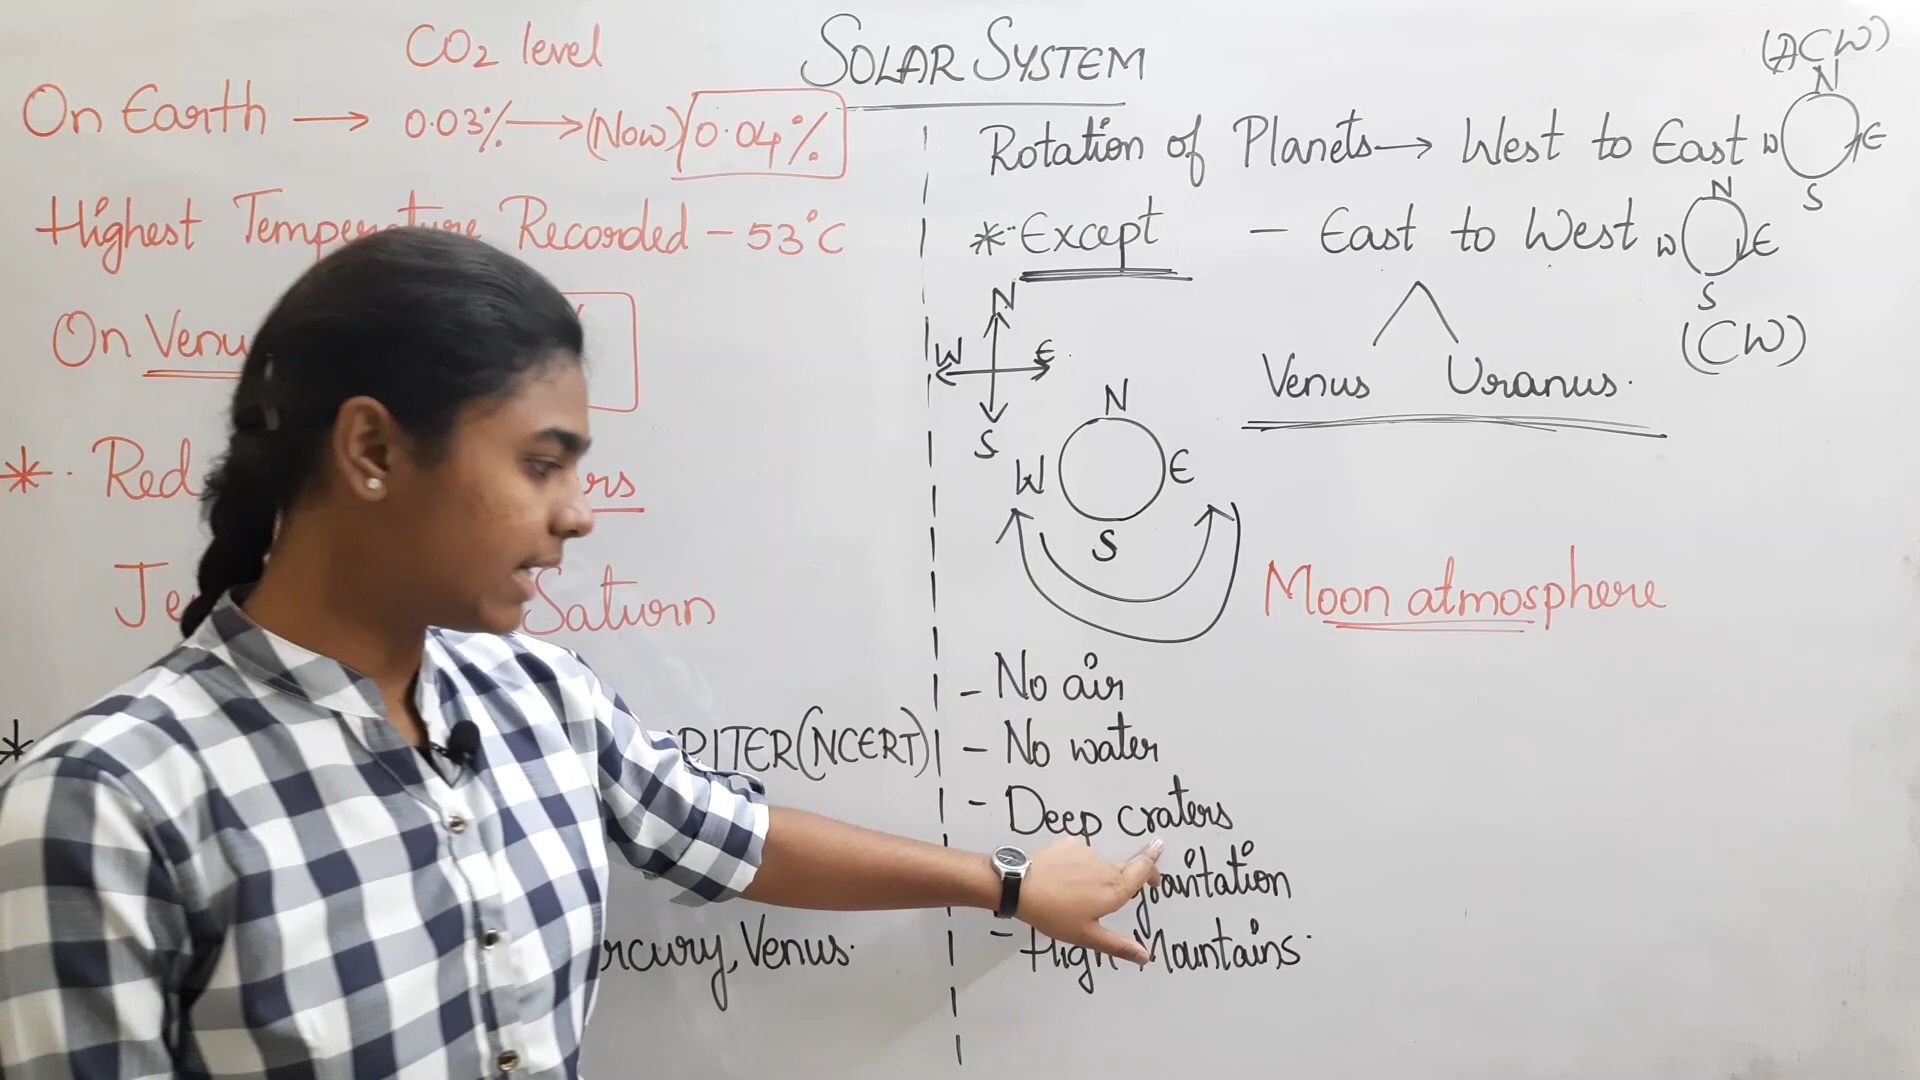 SOLAR SYSTEM
CO2 level
On Earth → 0.03% → (Now) 0.04%
Highest Temperature Recorded - 53°C
On Venu
* Red rs
Saturn
PITER (NCERT)
rcury, Venus.
Rotation of Planets → West to East
(ACW)
N
W E
S
* Except - East to West
N
W E
S
(CW)
Venus Uranus.
N
W E
S
N
W E
S
Moon atmosphere
- No air
- No water
- Deep craters
gravitation
- High Mountains.